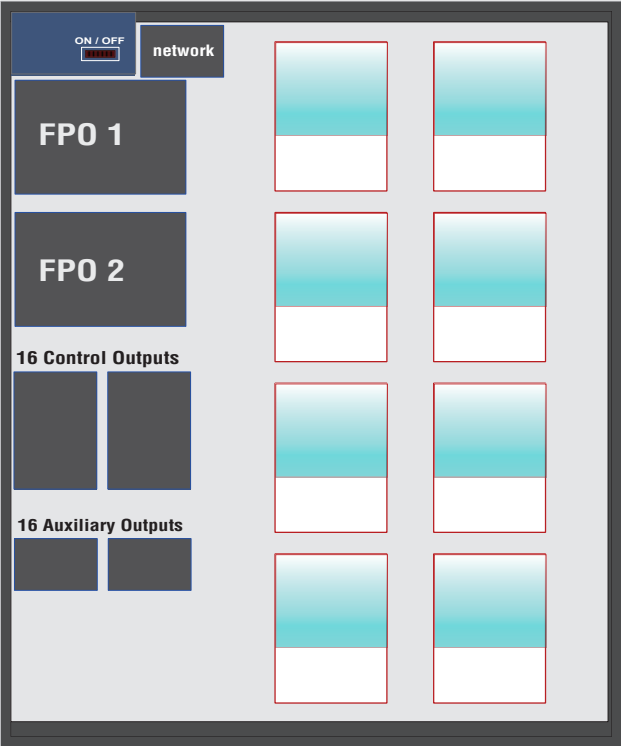 ON / OFF
network
FPO 1
FPO 2
16 Control Outputs
16 Auxiliary Outputs